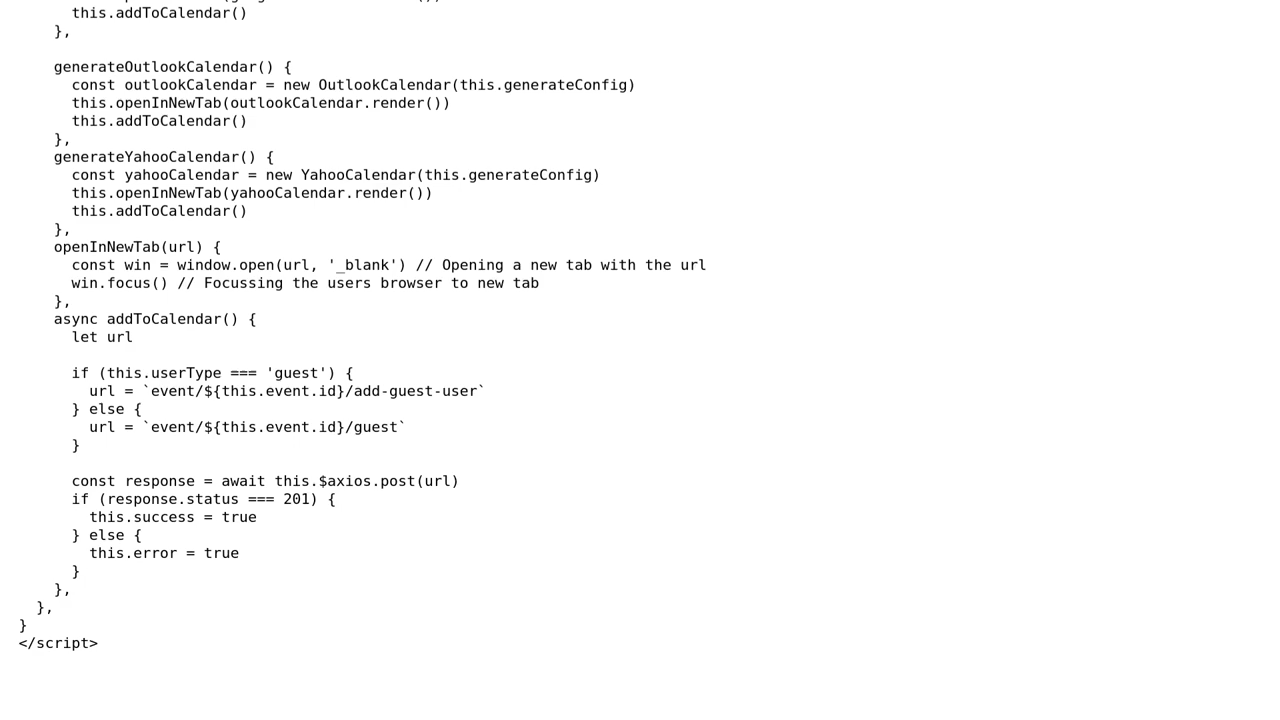 this.addToCalendar()
},
generateOutlookCalendar() {
const outlookCalendar = new OutlookCalendar(this.generateConfig)
this.openInNewTab(outlookCalendar.render())
this.addToCalendar()
},
generateYahooCalendar() {
const yahooCalendar = new YahooCalendar(this.generateConfig)
this.openInNewTab(yahooCalendar.render())
this.addToCalendar()
},
openInNewTab(url) {
const win = window.open(url, '_blank') // Opening a new tab with the url
win.focus() // Focussing the users browser to new tab
},
async addToCalendar() {
let url
if (this.userType === 'guest') {
url = `event/${this.event.id}/add-guest-user`
} else {
url = `event/${this.event.id}/guest`
}
const response = await this.$axios.post(url)
if (response.status === 201) {
this.success = true
} else {
this.error = true
}
},
},
}
</script>